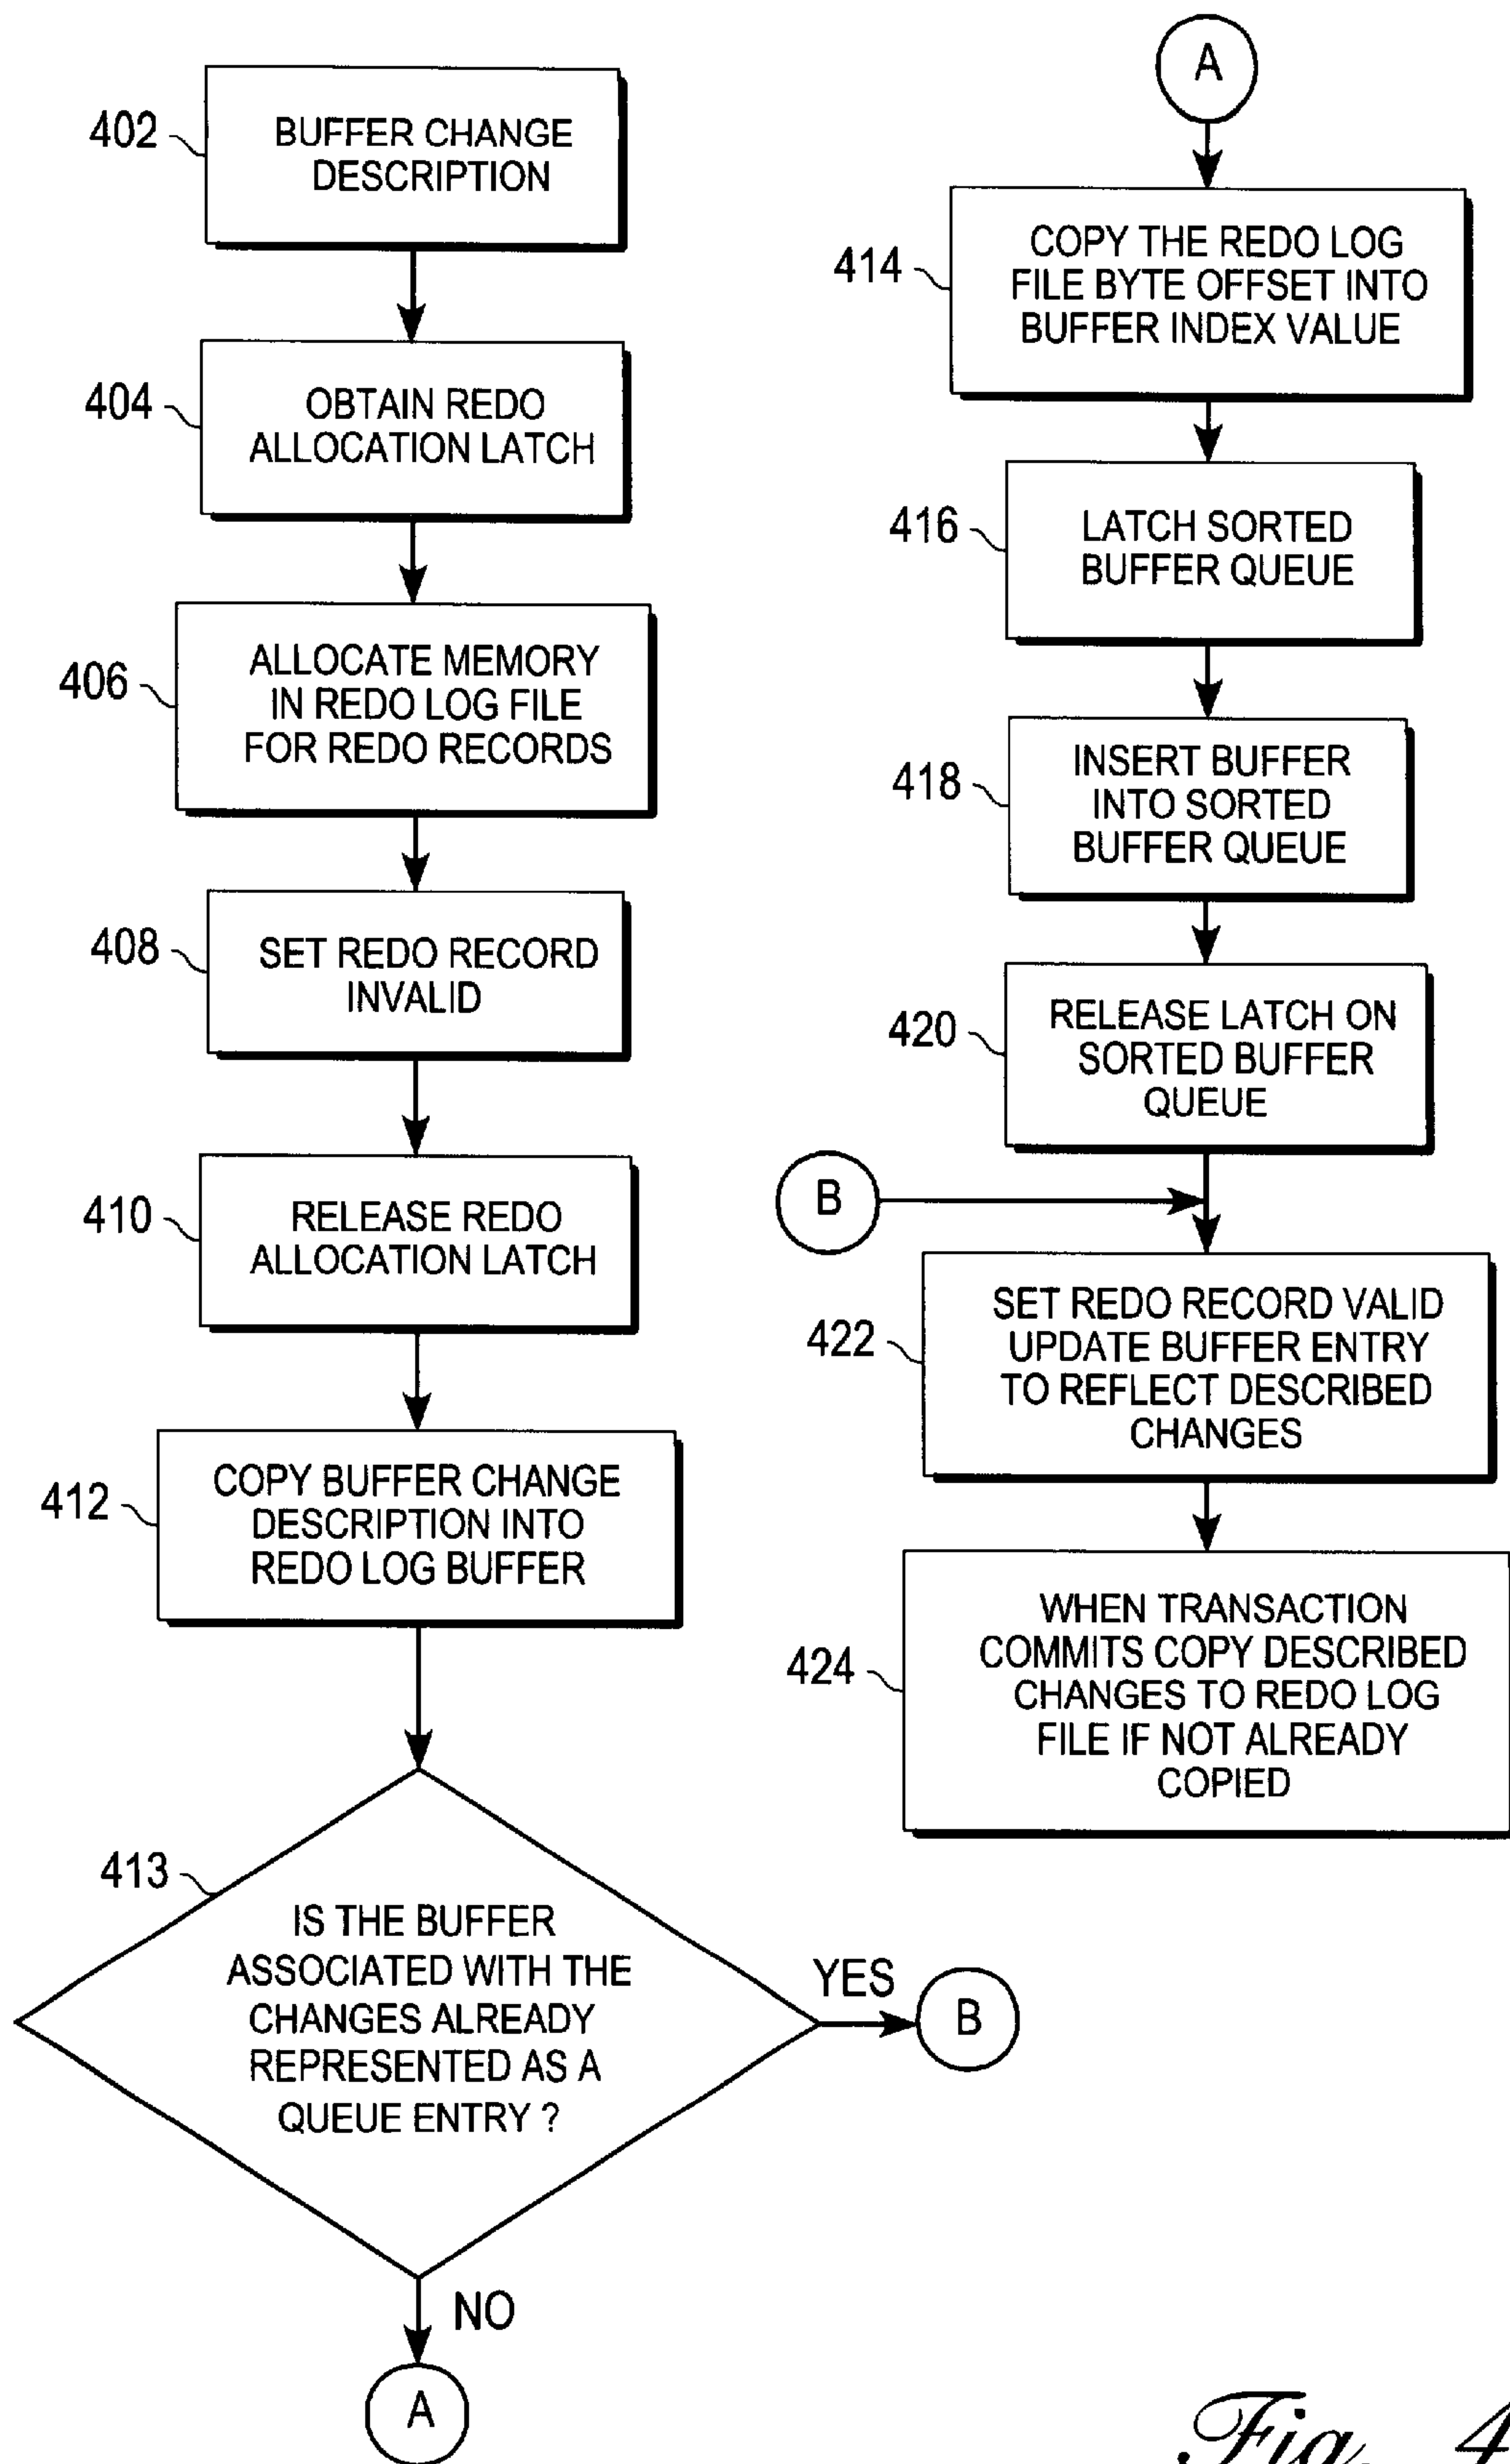 402
BUFFER CHANGE
DESCRIPTION
404
OBTAIN REDO
ALLOCATION LATCH
406
ALLOCATE MEMORY
IN REDO LOG FILE
FOR REDO RECORDS
408
SET REDO RECORD
INVALID
410
RELEASE REDO
ALLOCATION LATCH
412
COPY BUFFER CHANGE
DESCRIPTION INTO
REDO LOG BUFFER
413
IS THE BUFFER
ASSOCIATED WITH THE
CHANGES ALREADY
REPRESENTED AS A
QUEUE ENTRY ?
YES
B
NO
A
A
414
COPY THE REDO LOG
FILE BYTE OFFSET INTO
BUFFER INDEX VALUE
416
LATCH SORTED
BUFFER QUEUE
418
INSERT BUFFER
INTO SORTED
BUFFER QUEUE
420
RELEASE LATCH ON
SORTED BUFFER
QUEUE
B
422
SET REDO RECORD VALID
UPDATE BUFFER ENTRY
TO REFLECT DESCRIBED
CHANGES
424
WHEN TRANSACTION
COMMITS COPY DESCRIBED
CHANGES TO REDO LOG
FILE IF NOT ALREADY
COPIED
Fig. 4